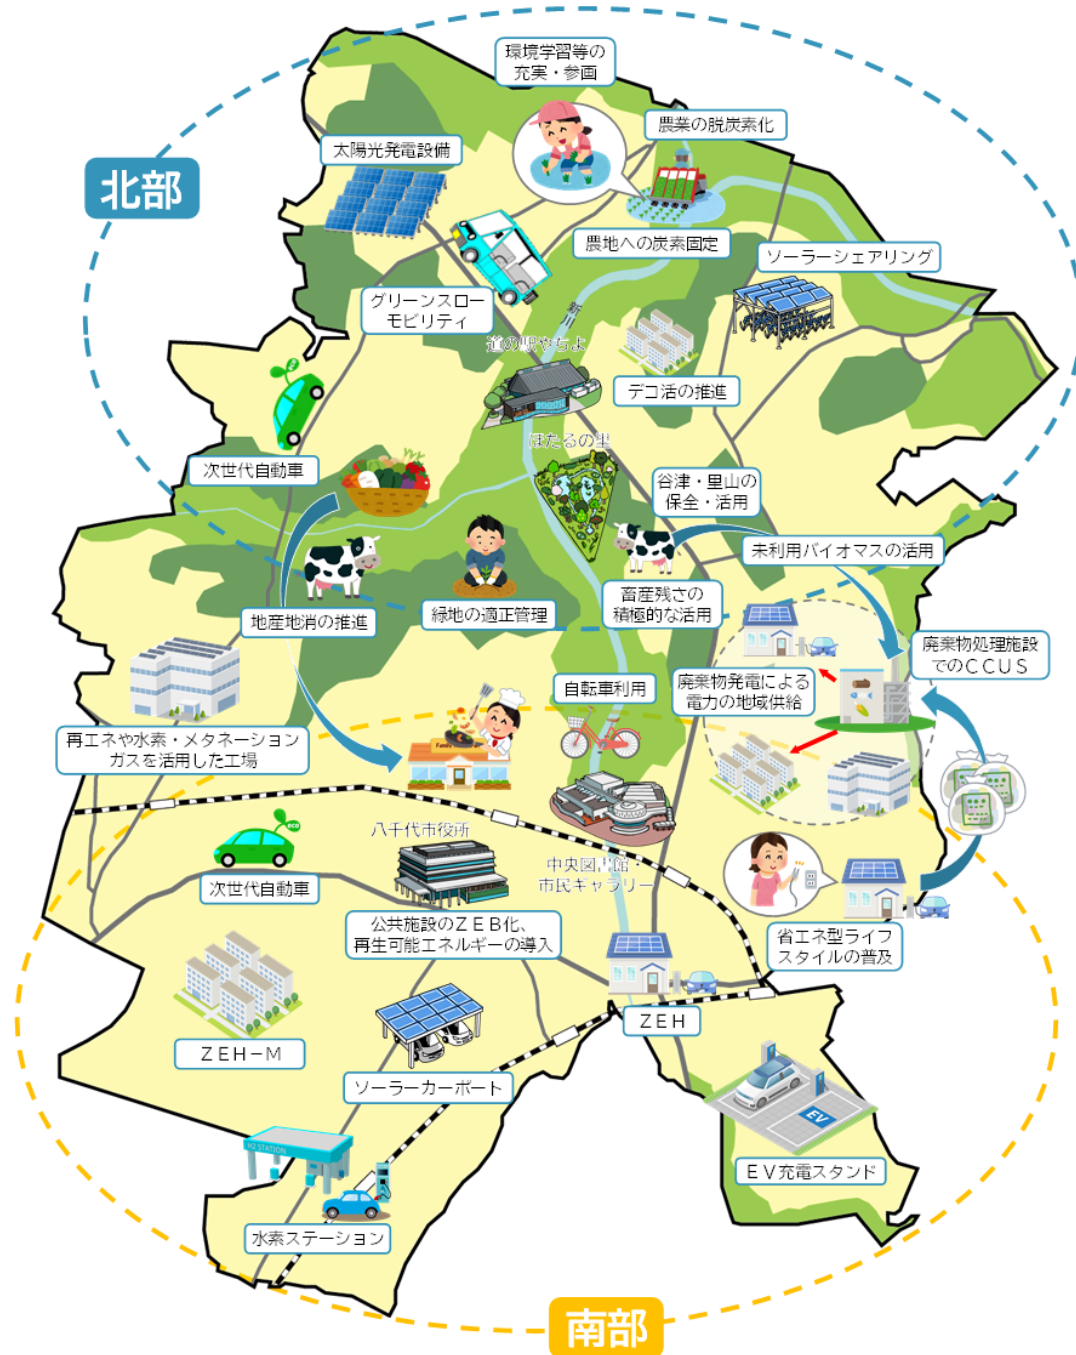 環境学習等の
充実・参画
農業の脱炭素化
太陽光発電設備
北部
農地への炭素固定
ソーラーシェアリング
グリーンスロー
モビリティ
新川
道の駅やちよ
デコ活の推進
ほたるの里
次世代自動車
谷津・里山の
保全・活用
未利用バイオマスの活用
地産地消の推進
緑地の適正管理
畜産残さの
積極的な活用
廃棄物処理施設
でのCCUS
自転車利用
廃棄物発電による
電力の地域供給
再エネや水素・メタネーション
ガスを活用した工場
八千代市役所
eco
次世代自動車
中央図書館・
市民ギャラリー
公共施設のZEB化、
再生可能エネルギーの導入
省エネ型ライフ
スタイルの普及
ZEH
ZEH−M
ソーラーカーポート
EV
EV充電スタンド
H2 STATION
水素ステーション
南部